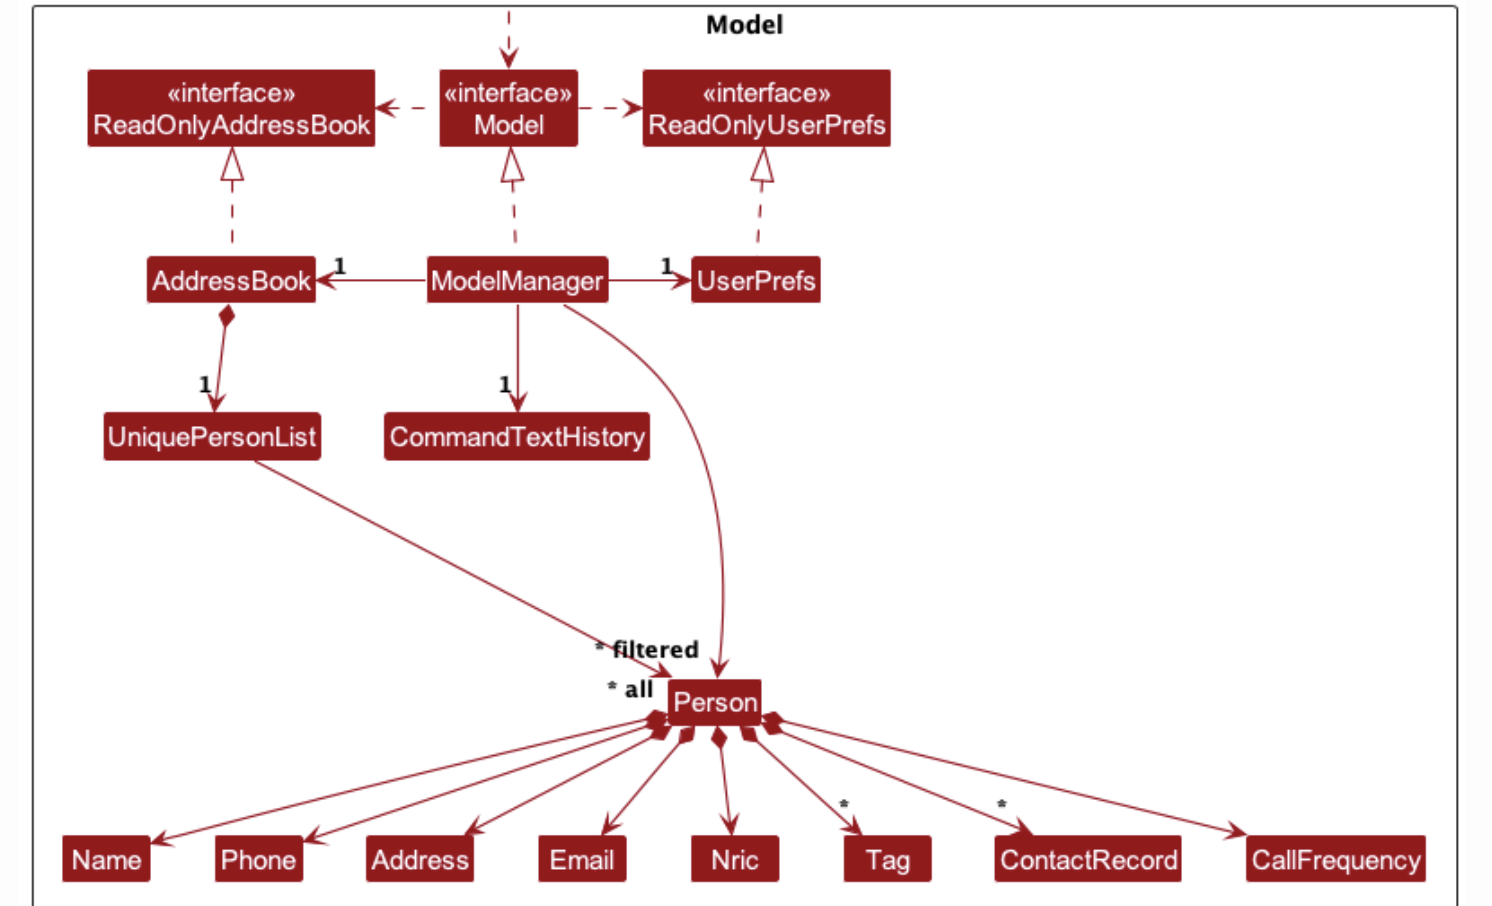 Model
«interface»
ReadOnlyAddressBook
«interface»
Model
«interface»
ReadOnlyUserPrefs
AddressBook
1
ModelManager
1
UserPrefs
1
1
UniquePersonList
CommandTextHistory
* filtered
* all
Person
*
*
Name
Phone
Address
Email
Nric
Tag
ContactRecord
CallFrequency